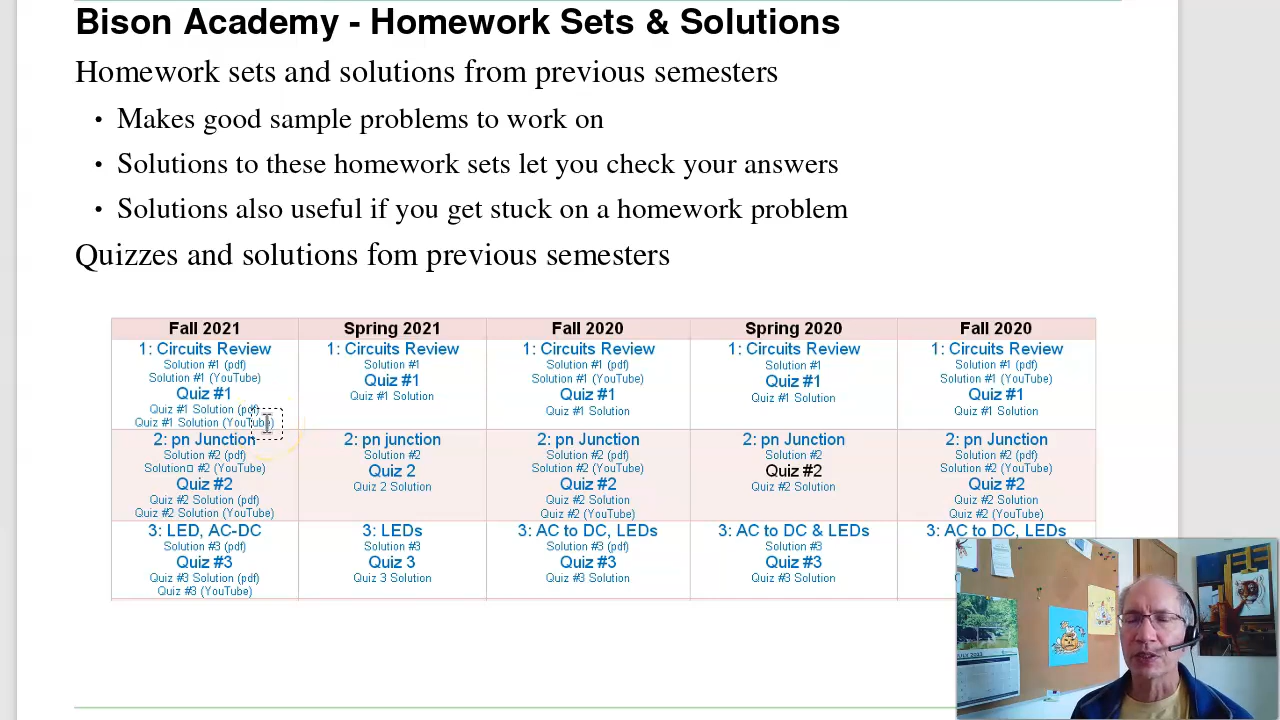 Bison Academy - Homework Sets & Solutions
Homework sets and solutions from previous semesters
• Makes good sample problems to work on
• Solutions to these homework sets let you check your answers
• Solutions also useful if you get stuck on a homework problem
Quizzes and solutions fom previous semesters
Fall 2021 Spring 2021 Fall 2020 Spring 2020 Fall 2020
1: Circuits Review 1: Circuits Review 1: Circuits Review 1: Circuits Review 1: Circuits Review
Solution #1 (pdf) Solution #1 Solution #1 (pdf) Solution #1 Solution #1 (pdf)
Solution #1 (YouTube) Quiz #1 Solution #1 (YouTube) Quiz #1 Solution #1 (YouTube)
Quiz #1 Quiz #1 Solution Quiz #1 Quiz #1 Solution Quiz #1
Quiz #1 Solution (pdf) Quiz #1 Solution Quiz #1 Solution
Quiz #1 Solution (YouTube)
2: pn Junction 2: pn junction 2: pn Junction 2: pn Junction 2: pn Junction
Solution #2 (pdf) Solution #2 Solution #2 (pdf) Solution #2 Solution #2 (pdf)
Solution□ #2 (YouTube) Quiz 2 Solution #2 (YouTube) Quiz #2 Solution #2 (YouTube)
Quiz #2 Quiz 2 Solution Quiz #2 Quiz #2 Solution Quiz #2
Quiz #2 Solution (pdf) Quiz #2 Solution Quiz #2 Solution
Quiz #2 Solution (YouTube) Quiz #2 (YouTube) Quiz #2 (YouTube)
3: LED, AC-DC 3: LEDs 3: AC to DC, LEDs 3: AC to DC & LEDs 3: AC to DC, LEDs
Solution #3 (pdf) Solution #3 Solution #3 (pdf) Solution #3
Quiz #3 Quiz 3 Quiz #3 Quiz #3
Quiz #3 Solution (pdf) Quiz 3 Solution Quiz #3 Solution Quiz #3 Solution
Quiz #3 (YouTube)